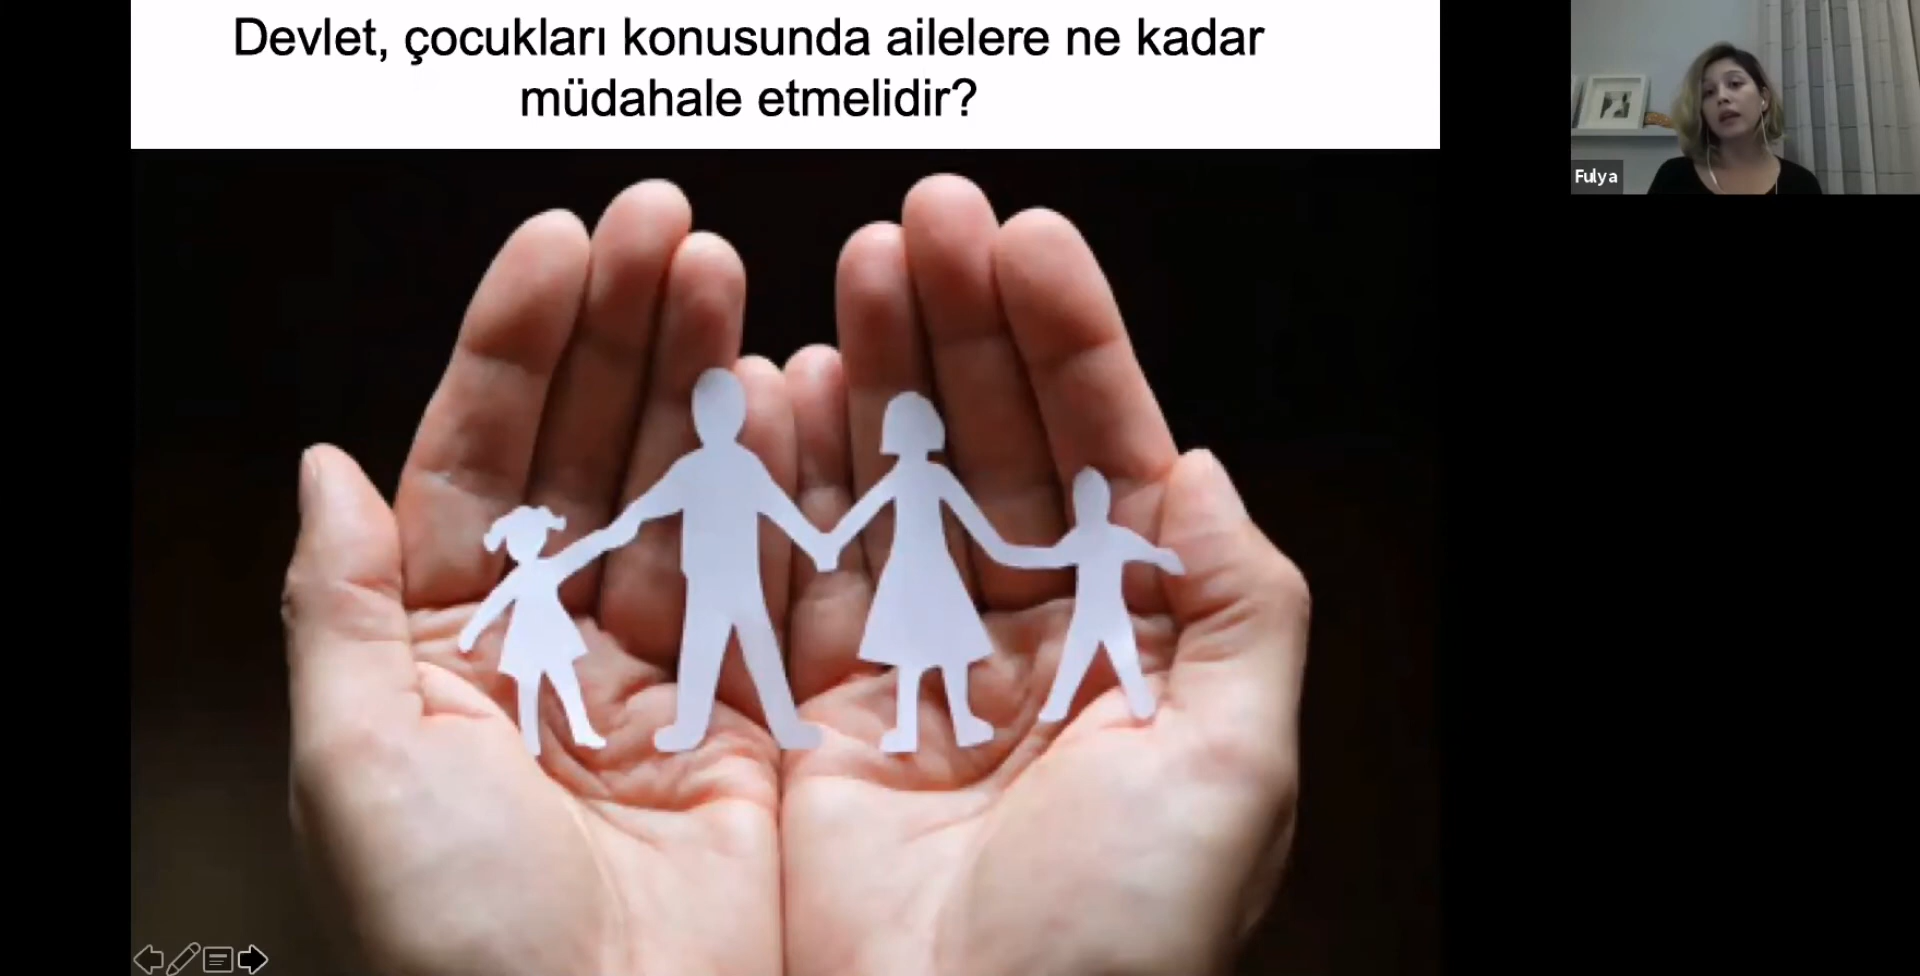 Devlet, çocukları konusunda ailelere ne kadar
müdahale etmelidir?
Fulya